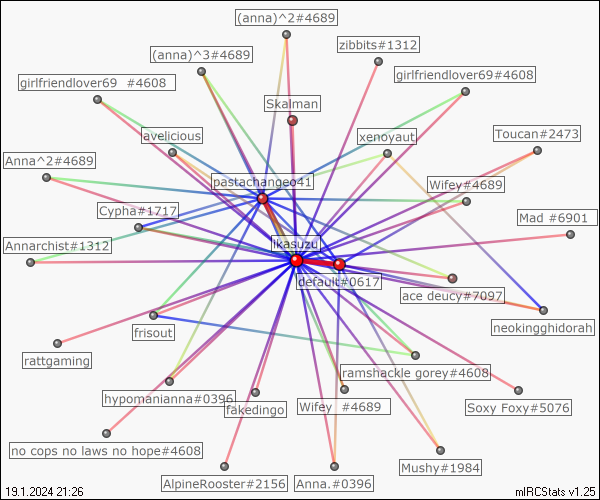 (anna)^2#4689
zibbits#1312
(anna)^3#4689
girlfriendlover69 #4608
girlfriendlover69#4608
Skalman
avelicious
xenoyaut
Toucan#2473
Anna^2#4689
pastachangeo41
Wifey#4689
Cypha#1717
Mad #6901
Annarchist#1312
likasuzu
default#0617
ace deucy#7097
neokingghidorah
frisout
rattgaming
ramshackle gorey#4608
hypomanianna#0396
fakedingo
Wifey #4689
Soxy Foxy#5076
no cops no laws no hope#4608
Mushy#1984
AlpineRooster#2156
Anna.#0396
19.1.2024 21:26
mIRCStats v1.25